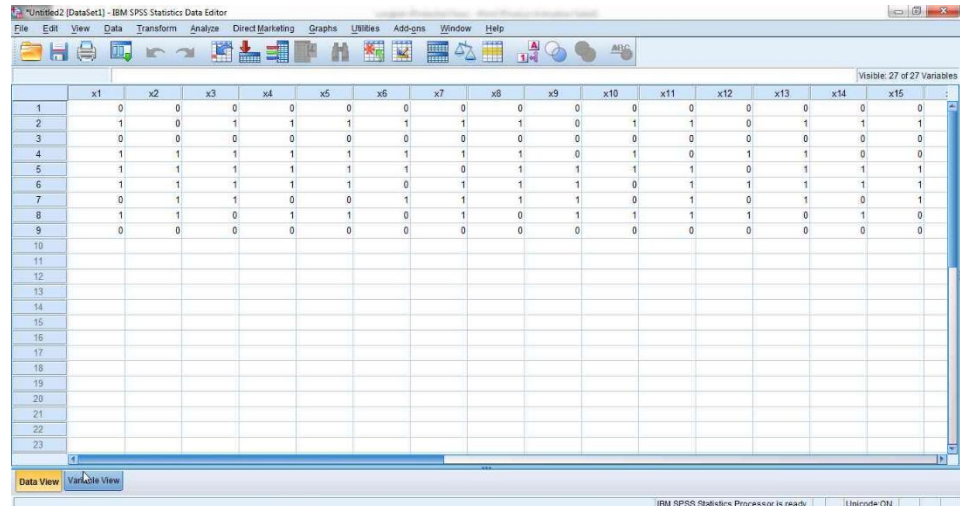 *Untitled2 [DataSet1] - IBM SPSS Statistics Data Editor
File Edit View Data Transform Analyze Direct Marketing Graphs Utilities Add-ons Window Help
Visible: 27 of 27 Variables
x1 x2 x3 x4 x5 x6 x7 x8 x9 x10 x11 x12 x13 x14 x15
1 0 0 0 0 0 0 0 0 0 0 0 0 0 0 0
2 1 0 1 1 1 1 1 1 0 1 1 0 1 1 1
3 0 0 0 0 0 0 0 0 0 0 0 0 0 0 0
4 1 1 1 1 1 1 1 1 0 1 0 1 1 0 0
5 1 1 1 1 1 1 0 1 1 1 1 0 1 1 1
6 1 1 1 1 1 0 1 1 1 0 1 1 1 1 1
7 0 1 1 0 0 1 1 1 1 0 1 0 1 0 1
8 1 1 0 1 1 0 1 0 1 1 1 1 0 1 0
9 0 0 0 0 0 0 0 0 0 0 0 0 0 0 0
10
11
12
13
14
15
16
17
18
19
20
21
22
23
Data View Variable View
IBM SPSS Statistics Processor is ready Unicode:ON